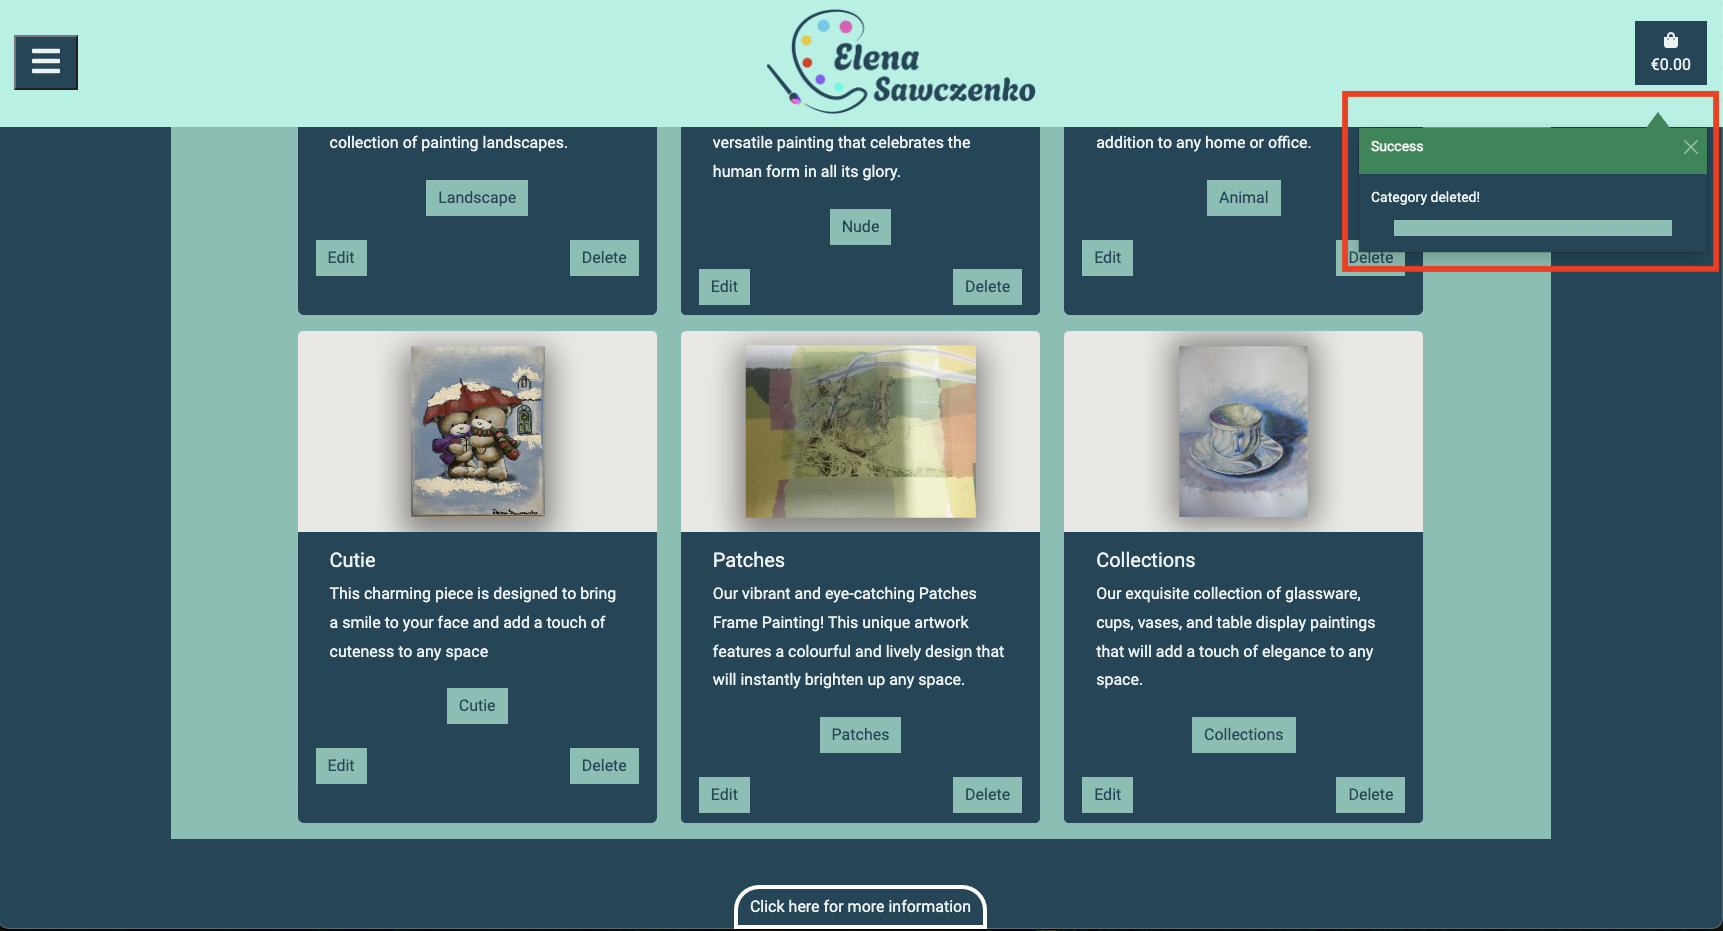 Elena
Sawczenko
€0.00
collection of painting landscapes.
Landscape
Edit
Delete
versatile painting that celebrates the
human form in all its glory.
Nude
Edit
Delete
addition to any home or office.
Animal
Edit
Delete
Success
Category deleted!
Cutie
This charming piece is designed to bring
a smile to your face and add a touch of
cuteness to any space
Cutie
Edit
Delete
Patches
Our vibrant and eye-catching Patches
Frame Painting! This unique artwork
features a colourful and lively design that
will instantly brighten up any space.
Patches
Edit
Delete
Collections
Our exquisite collection of glassware,
cups, vases, and table display paintings
that will add a touch of elegance to any
space.
Collections
Edit
Delete
Click here for more information